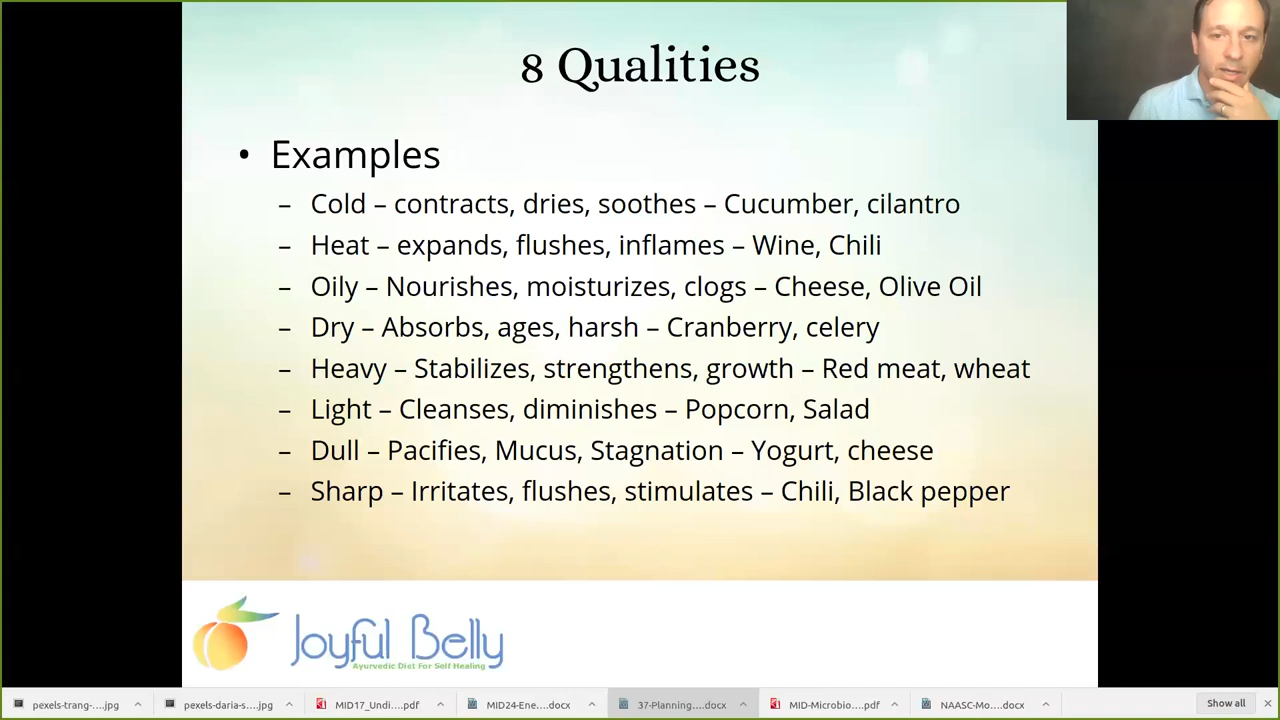 8 Qualities
• Examples
– Cold – contracts, dries, soothes – Cucumber, cilantro
– Heat – expands, flushes, inflames – Wine, Chili
– Oily – Nourishes, moisturizes, clogs – Cheese, Olive Oil
– Dry – Absorbs, ages, harsh – Cranberry, celery
– Heavy – Stabilizes, strengthens, growth – Red meat, wheat
– Light – Cleanses, diminishes – Popcorn, Salad
– Dull – Pacifies, Mucus, Stagnation – Yogurt, cheese
– Sharp – Irritates, flushes, stimulates – Chili, Black pepper
Joyful Belly
Ayurvedic Diet For Self Healing
pexels-trang-....jpg pexels-daria-s....jpg MID17_Undi....pdf MID24-Ene....docx 37-Planning....docx MID-Microbio....pdf NAASC-Mo....docx Show all